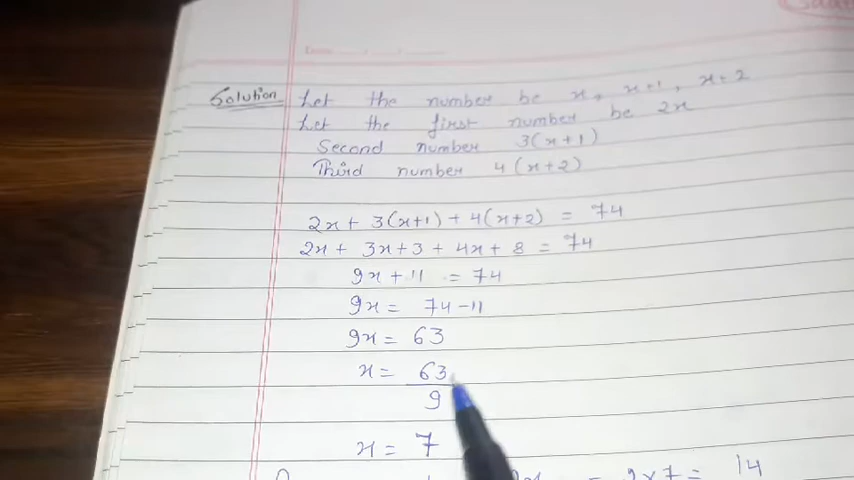 Solution Let the number be x, x+1, x+2
Let the first number be 2x
Second number 3(x+1)
Third number 4(x+2)
2x + 3(x+1) + 4(x+2) = 74
2x + 3x+3 + 4x + 8 = 74
9x + 11 = 74
9x = 74-11
9x = 63
x = 63
9
x = 7
= 2x7 = 14